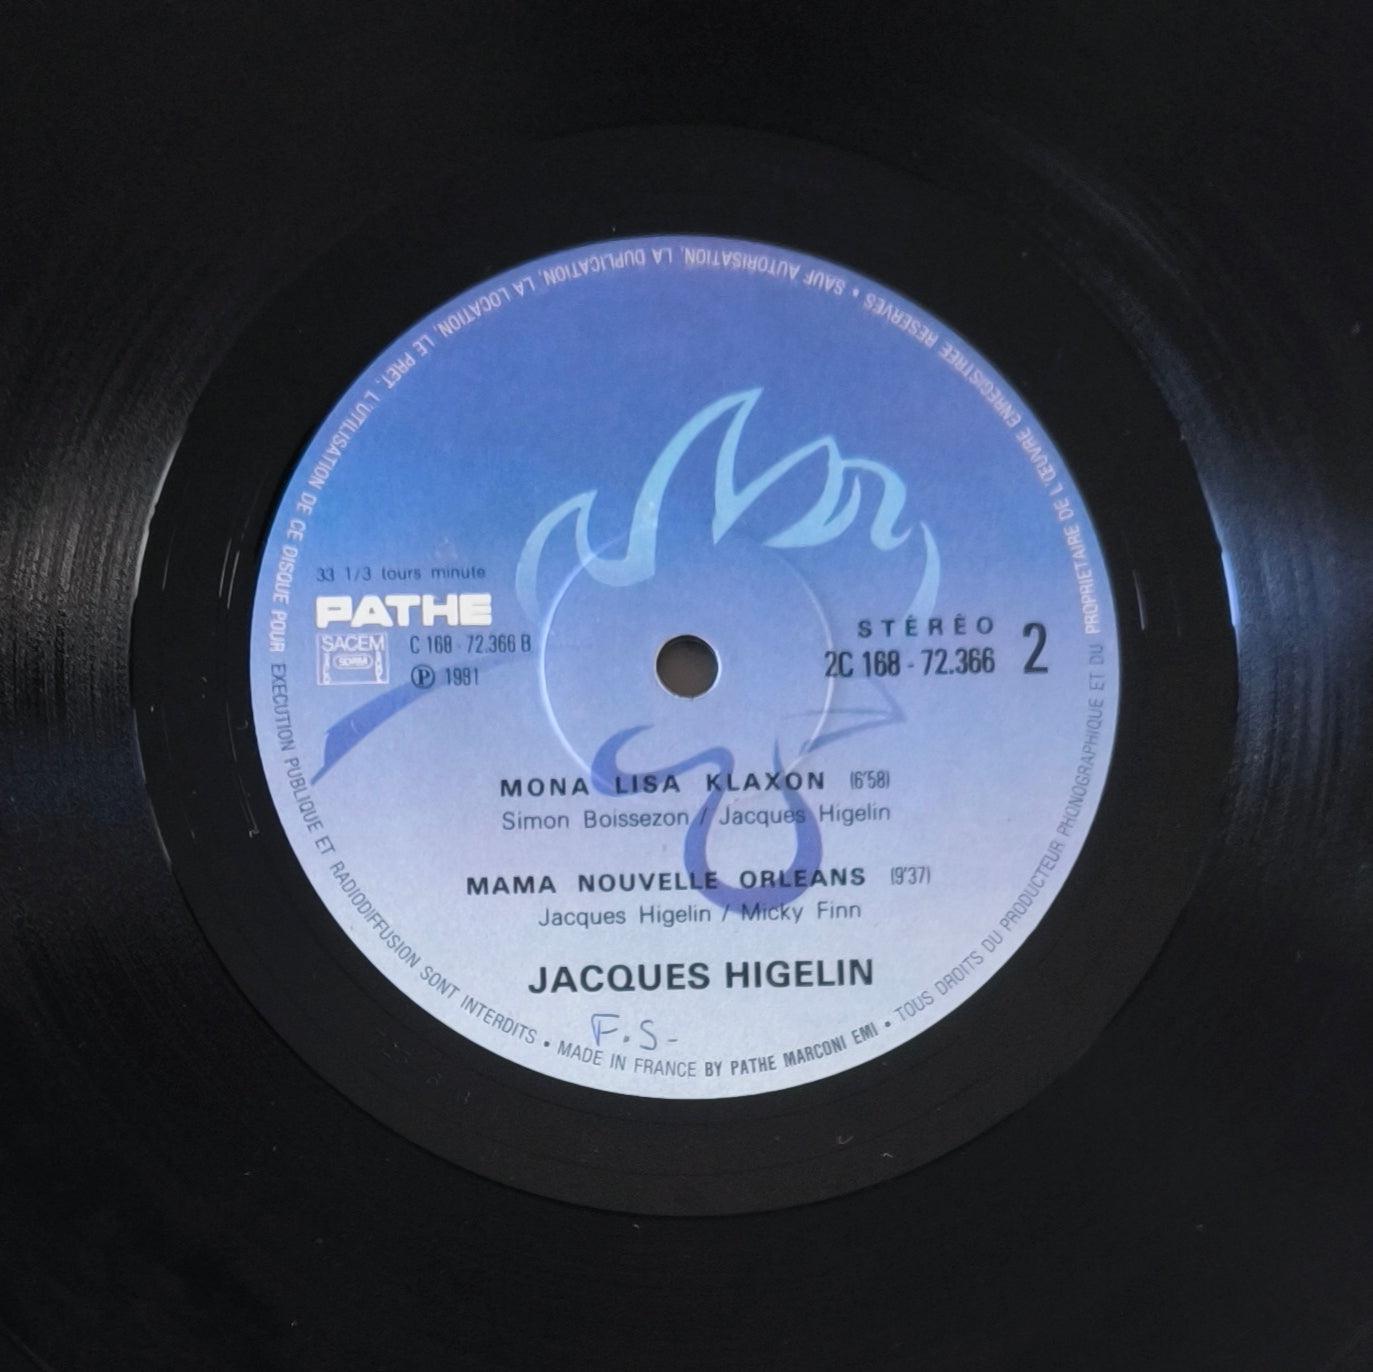 33 1/3 tours minute
PATHE
SACEM
SDRM
C 168 - 72.366 B
Ⓟ 1981
STÉRÉO
2C 168 - 72.366
2
MONA LISA KLAXON (6'58)
Simon Boissezon / Jacques Higelin
MAMA NOUVELLE ORLEANS (9'37)
Jacques Higelin / Micky Finn
JACQUES HIGELIN
F.S-
• MADE IN FRANCE BY PATHE MARCONI EMI • TOUS DROITS DU PRODUCTEUR PHONOGRAPHIQUE ET DU PROPRIETAIRE DE L'ŒUVRE ENREGISTREE RESERVES • SAUF AUTORISATION, LA DUPLICATION, LA LOCATION, LE PRET, L'UTILISATION DE CE DISQUE POUR EXECUTION PUBLIQUE ET RADIODIFFUSION SONT INTERDITS